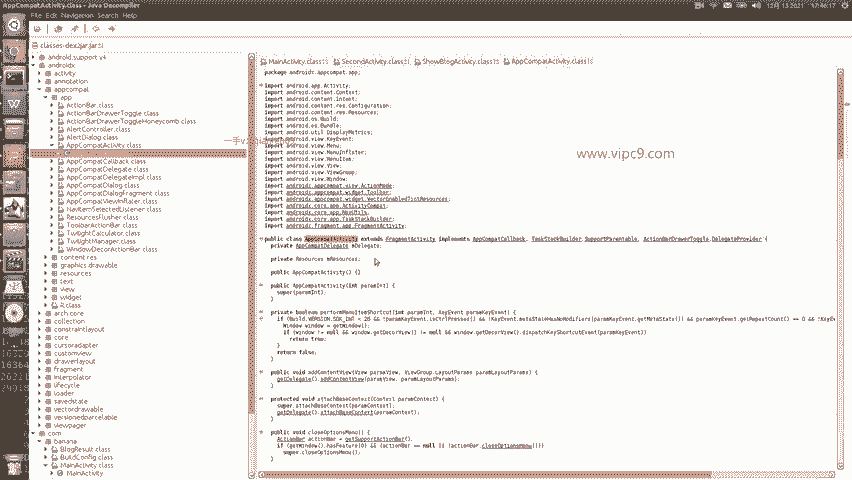 AppCompatActivity.class - Java Decompiler
12月 13 2021 17:46:17
File Edit Navigation Search Help
classes-dex2jar.jar
android.support.v4
androidx
activity
annotation
appcompat
app
ActionBar.class
ActionBarDrawerToggle.class
ActionBarDrawerToggleHoneycomb.class
AlertController.class
AlertDialog.class
AppCompatActivity.class
AppCompatCallback.class
AppCompatDelegate.class
AppCompatDelegateImpl.class
AppCompatDialog.class
AppCompatDialogFragment.class
AppCompatViewInflater.class
NavItemSelectedListener.class
ResourcesFlusher.class
ToolbarActionBar.class
TwilightCalculator.class
TwilightManager.class
WindowDecorActionBar.class
content.res
graphics.drawable
resources
text
view
widget
R.class
arch.core
collection
constraintlayout
core
cursoradapter
customview
drawerlayout
fragment
interpolator
lifecycle
loader
savedstate
vectordrawable
versionedparcelable
viewpager
com
banana
BlogResult.class
BuildConfig.class
MainActivity.class
MainActivity
MainActivity.class SecondActivity.class ShowBlogActivity.class AppCompatActivity.class
package androidx.appcompat.app;
import android.app.Activity;
import android.content.Context;
import android.content.Intent;
import android.content.res.Configuration;
import android.content.res.Resources;
import android.os.Build;
import android.os.Bundle;
import android.util.DisplayMetrics;
import android.view.KeyEvent;
import android.view.Menu;
import android.view.MenuInflater;
import android.view.MenuItem;
import android.view.View;
import android.view.ViewGroup;
import android.view.Window;
import androidx.appcompat.view.ActionMode;
import androidx.appcompat.widget.Toolbar;
import androidx.appcompat.widget.VectorEnabledTintResources;
import androidx.core.app.ActivityCompat;
import androidx.core.app.NavUtils;
import androidx.core.app.TaskStackBuilder;
import androidx.fragment.app.FragmentActivity;
public class AppCompatActivity extends FragmentActivity implements AppCompatCallback, TaskStackBuilder.SupportParentable, ActionBarDrawerToggle.DelegateProvider {
private AppCompatDelegate mDelegate;
private Resources mResources;
public AppCompatActivity() {}
public AppCompatActivity(int paramInt) {
super(paramInt);
}
private boolean performMenuItemShortcut(int paramInt, KeyEvent paramKeyEvent) {
if (Build.VERSION.SDK_INT < 26 && !paramKeyEvent.isCtrlPressed() && !KeyEvent.metaStateHasNoModifiers(paramKeyEvent.getMetaState()) && paramKeyEvent.getRepeatCount() == 0 && !KeyEv
Window window = getWindow();
if (window != null && window.getDecorView() != null && window.getDecorView().dispatchKeyShortcutEvent(paramKeyEvent))
return true;
}
return false;
}
public void addContentView(View paramView, ViewGroup.LayoutParams paramLayoutParams) {
getDelegate().addContentView(paramView, paramLayoutParams);
}
protected void attachBaseContext(Context paramContext) {
super.attachBaseContext(paramContext);
getDelegate().attachBaseContext(paramContext);
}
public void closeOptionsMenu() {
ActionBar actionBar = getSupportActionBar();
if (getWindow().hasFeature(0) && (actionBar == null || !actionBar.closeOptionsMenu()))
super.closeOptionsMenu();
}
www.vipc9.com